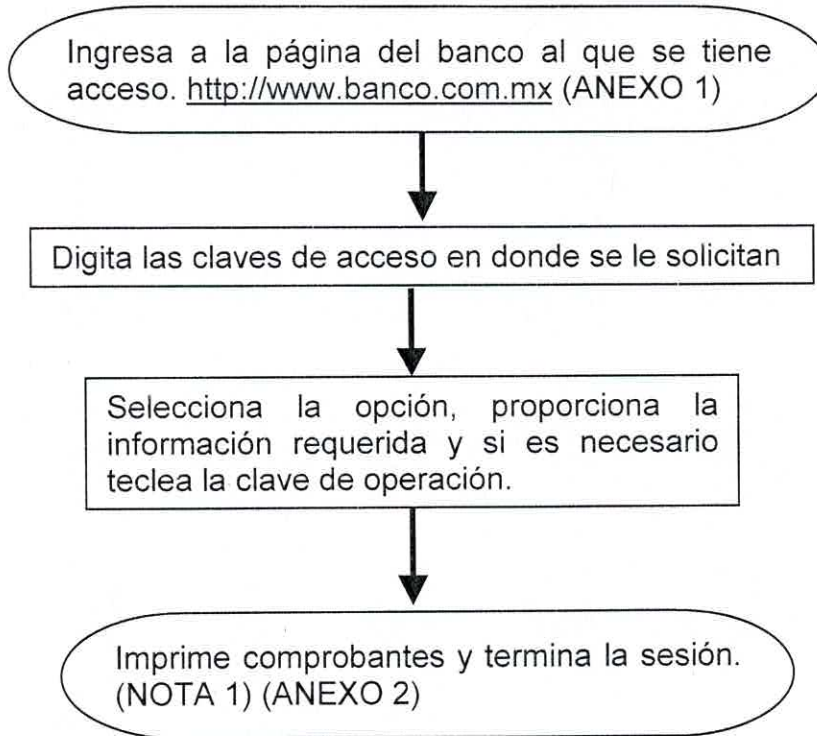 Ingresa a la página del banco al que se tiene
acceso. http://www.banco.com.mx (ANEXO 1)
Digita las claves de acceso en donde se le solicitan
Selecciona la opción, proporciona la
información requerida y si es necesario
teclea la clave de operación.
Imprime comprobantes y termina la sesión.
(NOTA 1) (ANEXO 2)